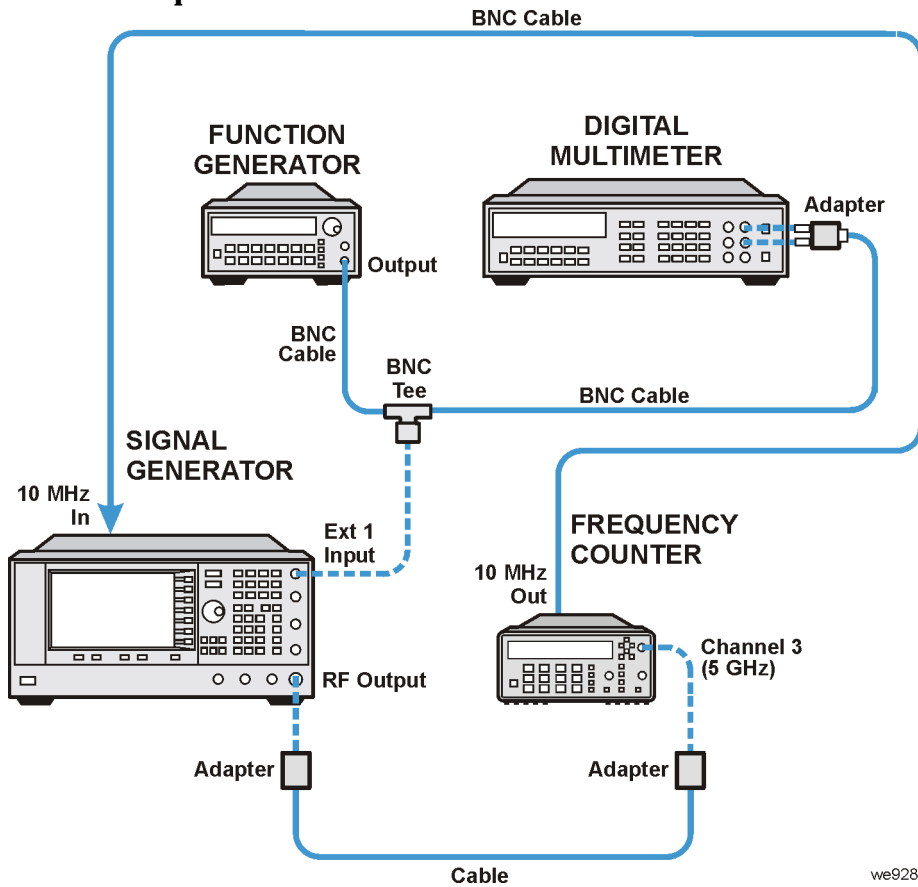 BNC Cable
FUNCTION
GENERATOR
DIGITAL
MULTIMETER
Adapter
Output
BNC
Cable
BNC
Tee
BNC Cable
SIGNAL
GENERATOR
10 MHz
In
Ext 1
Input
FREQUENCY
COUNTER
10 MHz
Out
Channel 3
(5 GHz)
RF Output
Adapter
Adapter
Cable
we928